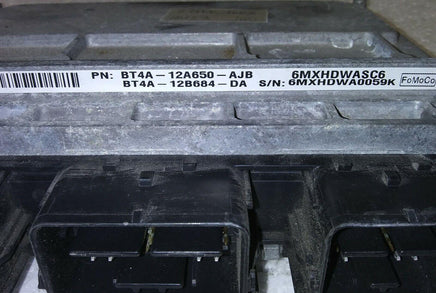 PN: BT4A-12A650-AJB 6MXHDWASC6
BT4A-12B684-DA S/N: 6MXHDWA0059K
FoMoCo